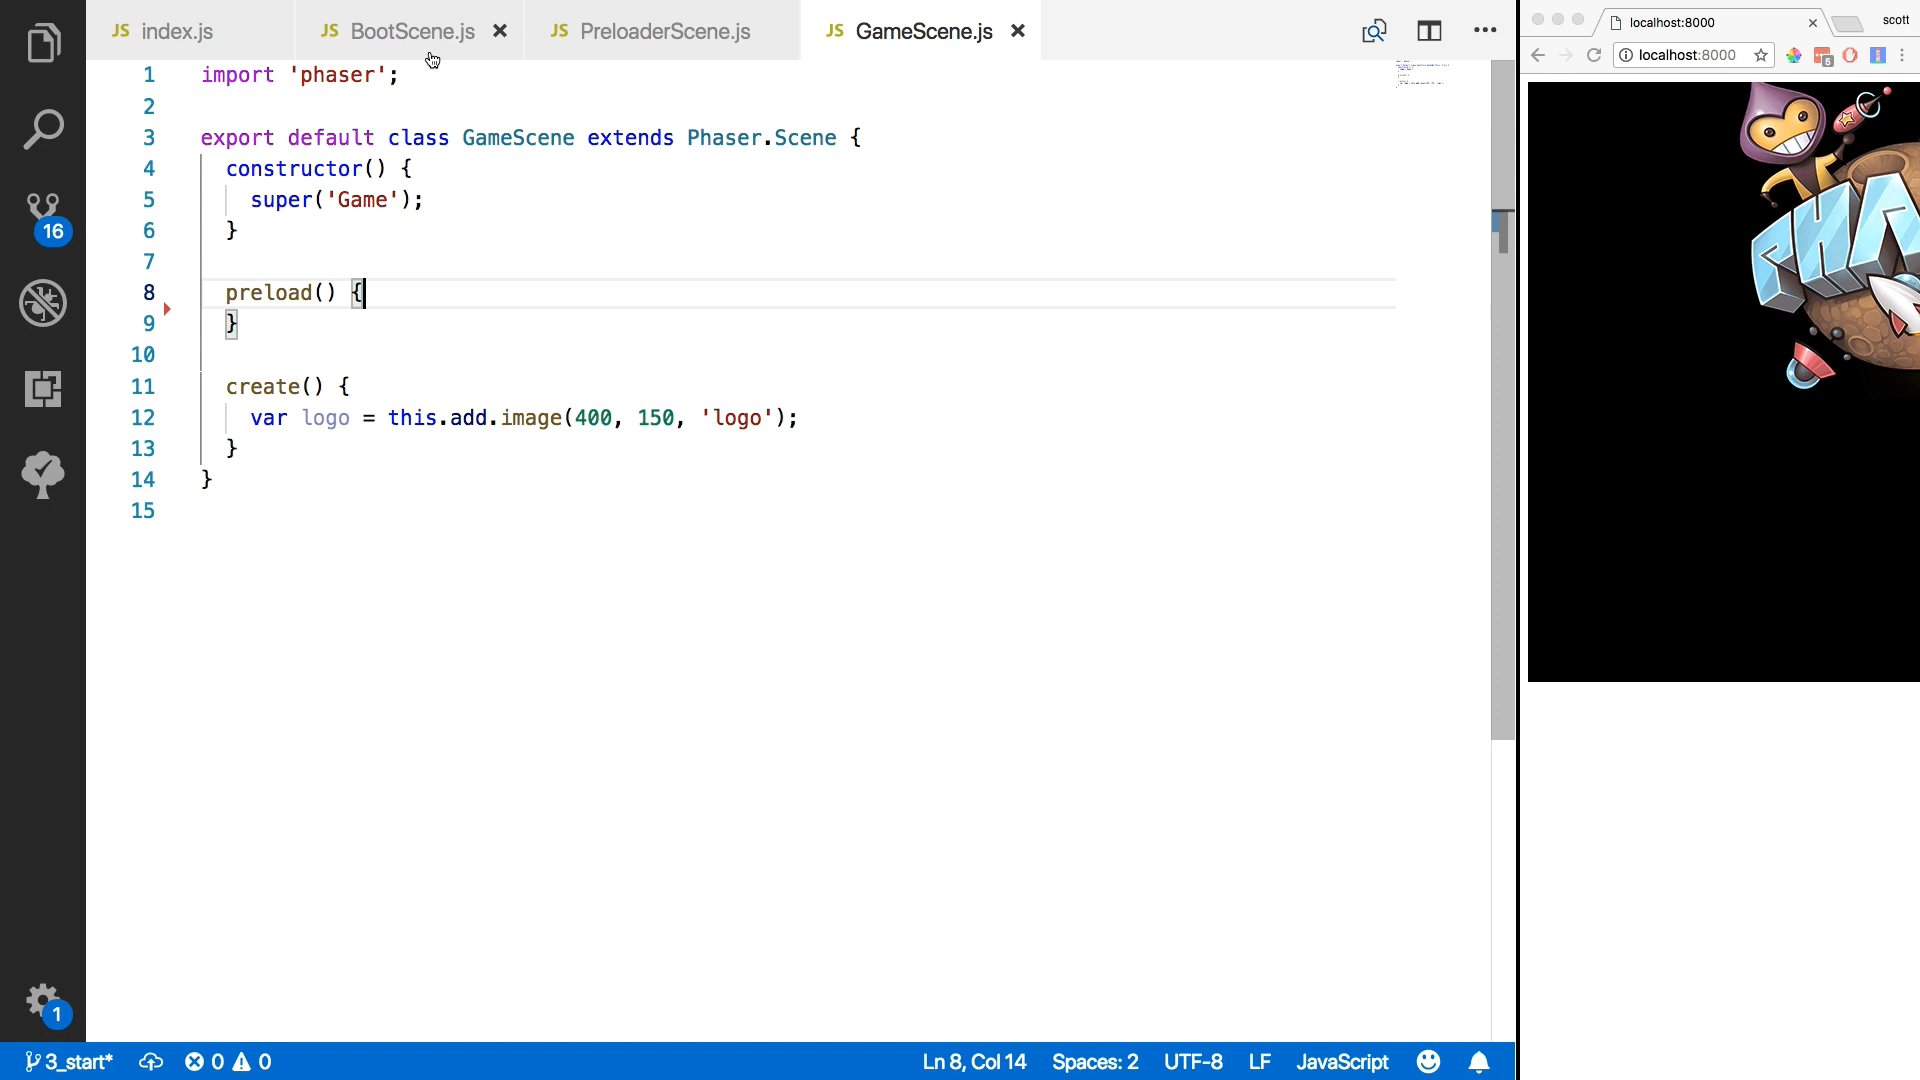 JS index.js
JS BootScene.js
JS PreloaderScene.js
JS GameScene.js
1 import 'phaser';
2
3 export default class GameScene extends Phaser.Scene {
4 constructor() {
5 super('Game');
6 }
7
8 preload() {
9 }
10
11 create() {
12 var logo = this.add.image(400, 150, 'logo');
13 }
14 }
15
16
1
3_start* 0 0 Ln 8, Col 14 Spaces: 2 UTF-8 LF JavaScript
localhost:8000
scott
localhost:8000
5